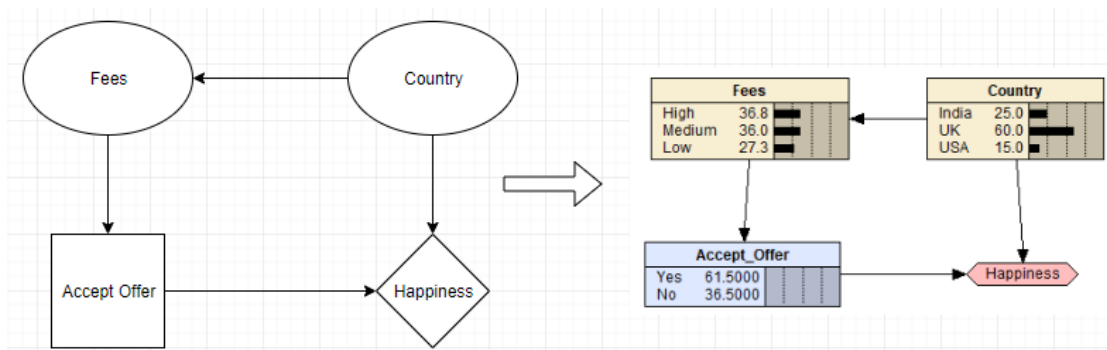 Fees
Country
Accept Offer
Happiness
Fees
High 36.8
Medium 36.0
Low 27.3
Country
India 25.0
UK 60.0
USA 15.0
Accept_Offer
Yes 61.5000
No 36.5000
Happiness